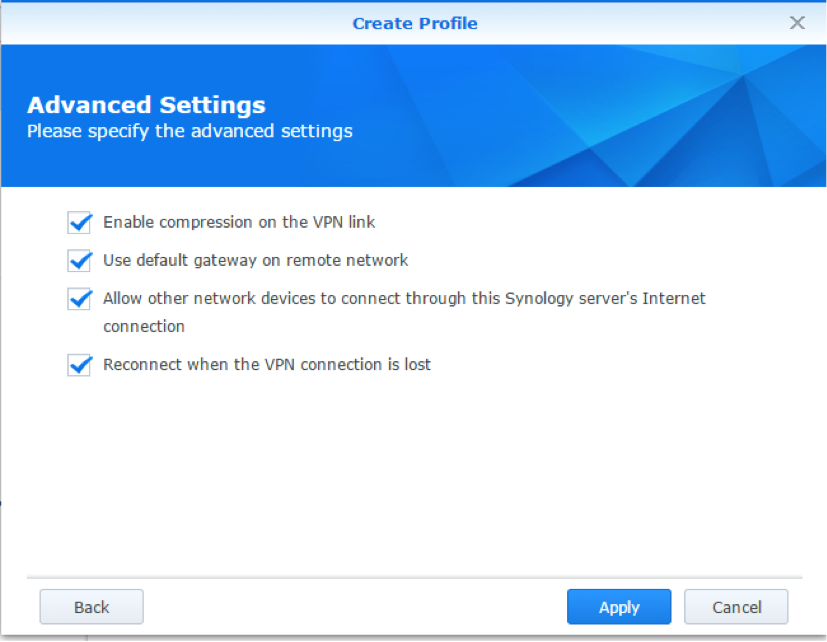 Create Profile
Advanced Settings
Please specify the advanced settings
Enable compression on the VPN link
Use default gateway on remote network
Allow other network devices to connect through this Synology server's Internet
connection
Reconnect when the VPN connection is lost
Back
Apply
Cancel